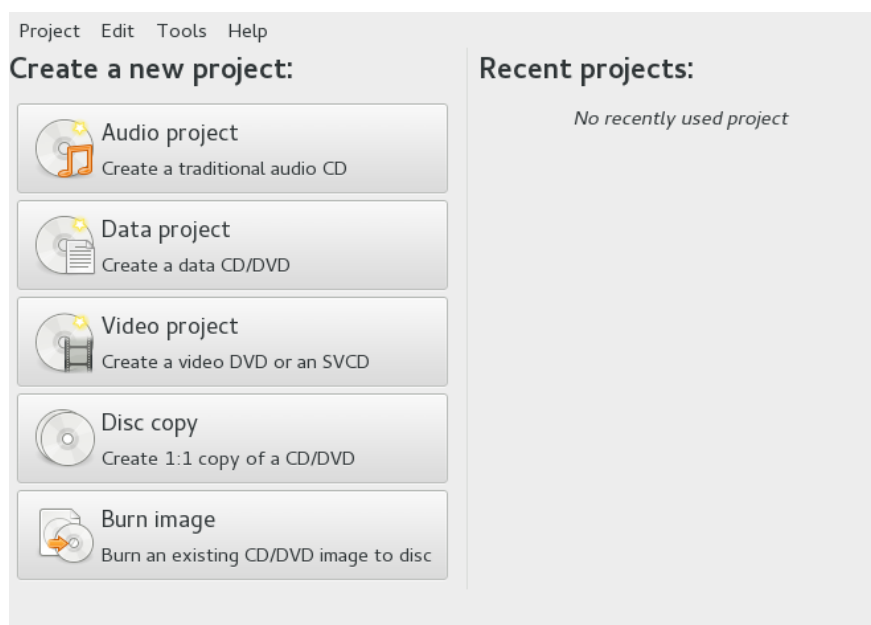 Project Edit Tools Help
Create a new project:
Audio project
Create a traditional audio CD
Data project
Create a data CD/DVD
Video project
Create a video DVD or an SVCD
Disc copy
Create 1:1 copy of a CD/DVD
Burn image
Burn an existing CD/DVD image to disc
Recent projects:
No recently used project